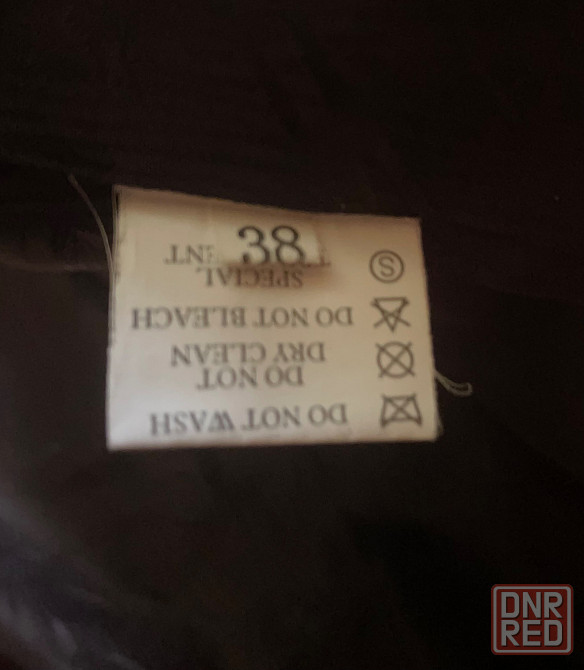 DO NOT WASH
DO NOT
DRY CLEAN
DO NOT BLEACH
SPECIAL
S
38
DNR
RED